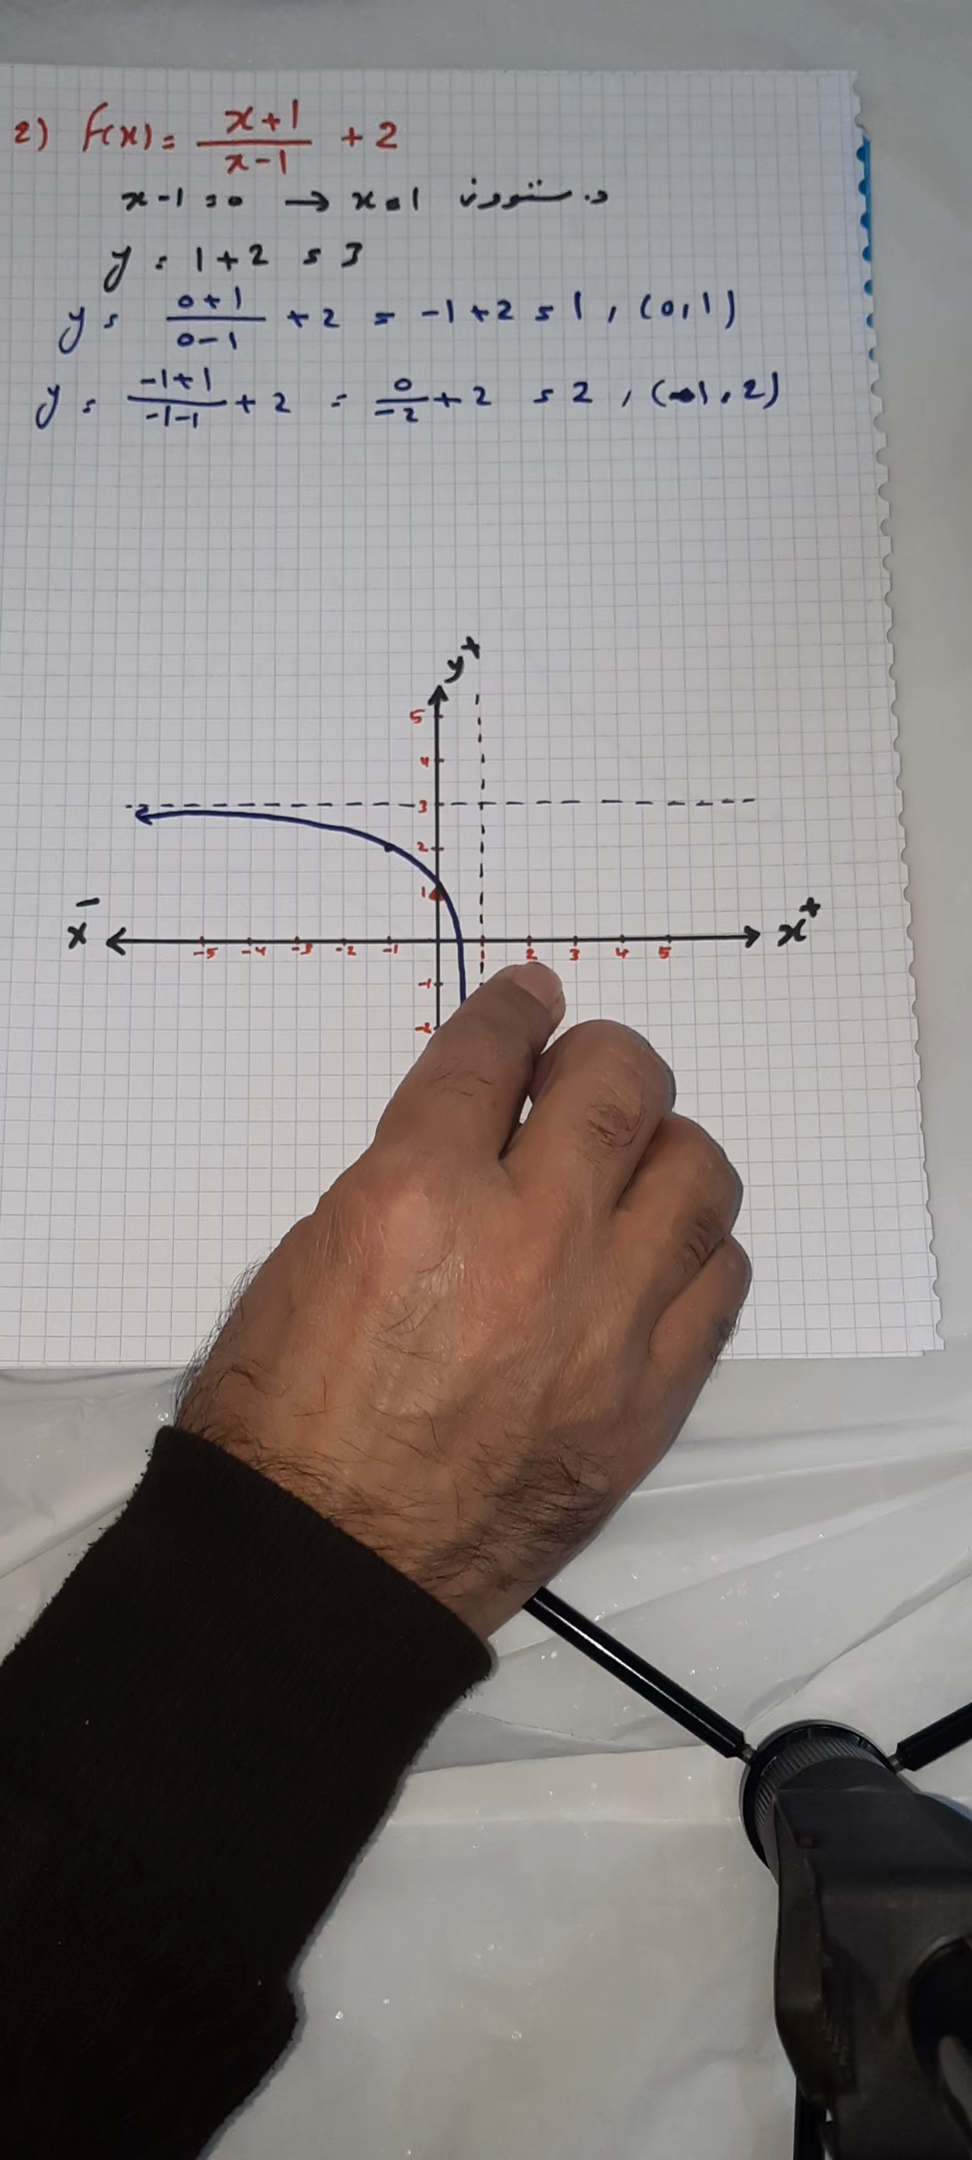 2) f(x) = x+1 / x-1 + 2
x-1 = 0 → x = 1
y = 1+2 = 3
y = 0+1 / 0-1 + 2 = -1+2 = 1 , (0,1)
y = -1+1 / -1-1 + 2 = 0 / -2 + 2 = 2 , (-1,2)
y+
5
4
3
2
1
x- -5 -4 -3 -2 -1 1 2 3 4 5 x+
-1
-2